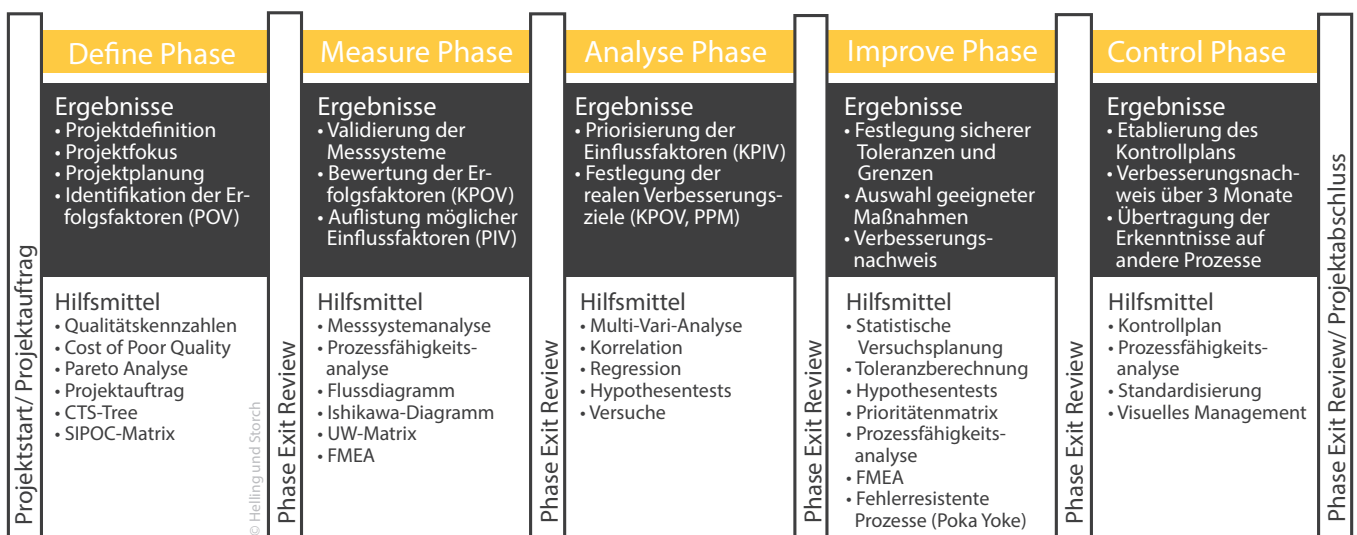 Projektstart/ Projektauftrag
Define Phase
Ergebnisse
• Projektdefinition
• Projektfokus
• Projektplanung
• Identifikation der Er-
folgsfaktoren (POV)
Hilfsmittel
• Qualitätskennzahlen
• Cost of Poor Quality
• Pareto Analyse
• Projektauftrag
• CTS-Tree
• SIPOC-Matrix
© Helling und Storch
Phase Exit Review
Measure Phase
Ergebnisse
• Validierung der
Messsysteme
• Bewertung der Er-
folgsfaktoren (KPOV)
• Auflistung möglicher
Einflussfaktoren (PIV)
Hilfsmittel
• Messsystemanalyse
• Prozessfähigkeits-
analyse
• Flussdiagramm
• Ishikawa-Diagramm
• UW-Matrix
• FMEA
Phase Exit Review
Analyse Phase
Ergebnisse
• Priorisierung der
Einflussfaktoren (KPIV)
• Festlegung der
realen Verbesserungs-
ziele (KPOV, PPM)
Hilfsmittel
• Multi-Vari-Analyse
• Korrelation
• Regression
• Hypothesentests
• Versuche
Phase Exit Review
Improve Phase
Ergebnisse
• Festlegung sicherer
Toleranzen und
Grenzen
• Auswahl geeigneter
Maßnahmen
• Verbesserungs-
nachweis
Hilfsmittel
• Statistische
Versuchsplanung
• Toleranzberechnung
• Hypothesentests
• Prioritätenmatrix
• Prozessfähigkeits-
analyse
• FMEA
• Fehlerresistente
Prozesse (Poka Yoke)
Phase Exit Review
Control Phase
Ergebnisse
• Etablierung des
Kontrollplans
• Verbesserungsnach-
weis über 3 Monate
• Übertragung der
Erkenntnisse auf
andere Prozesse
Hilfsmittel
• Kontrollplan
• Prozessfähigkeits-
analyse
• Standardisierung
• Visuelles Management
Phase Exit Review/ Projektabschluss